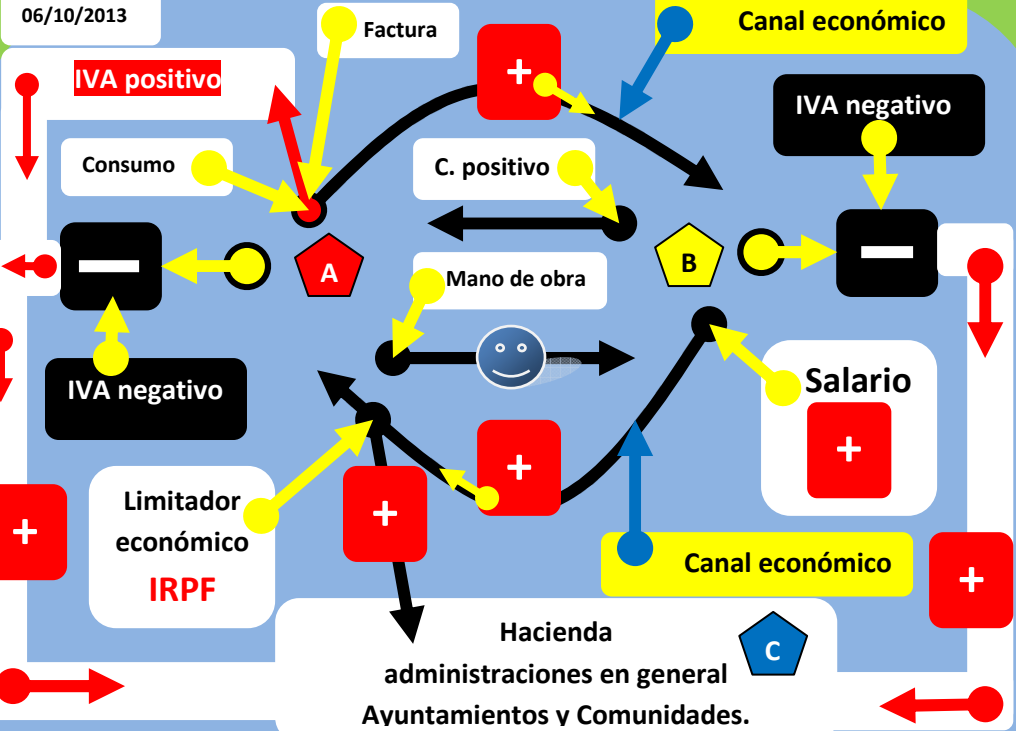 06/10/2013
Factura
+
Canal económico
IVA positivo
IVA negativo
Consumo
C. positivo
A
B
Mano de obra
IVA negativo
Salario
+
+
+
+
+
Limitador
económico
IRPF
Canal económico
Hacienda
administraciones en general
Ayuntamientos y Comunidades.
C